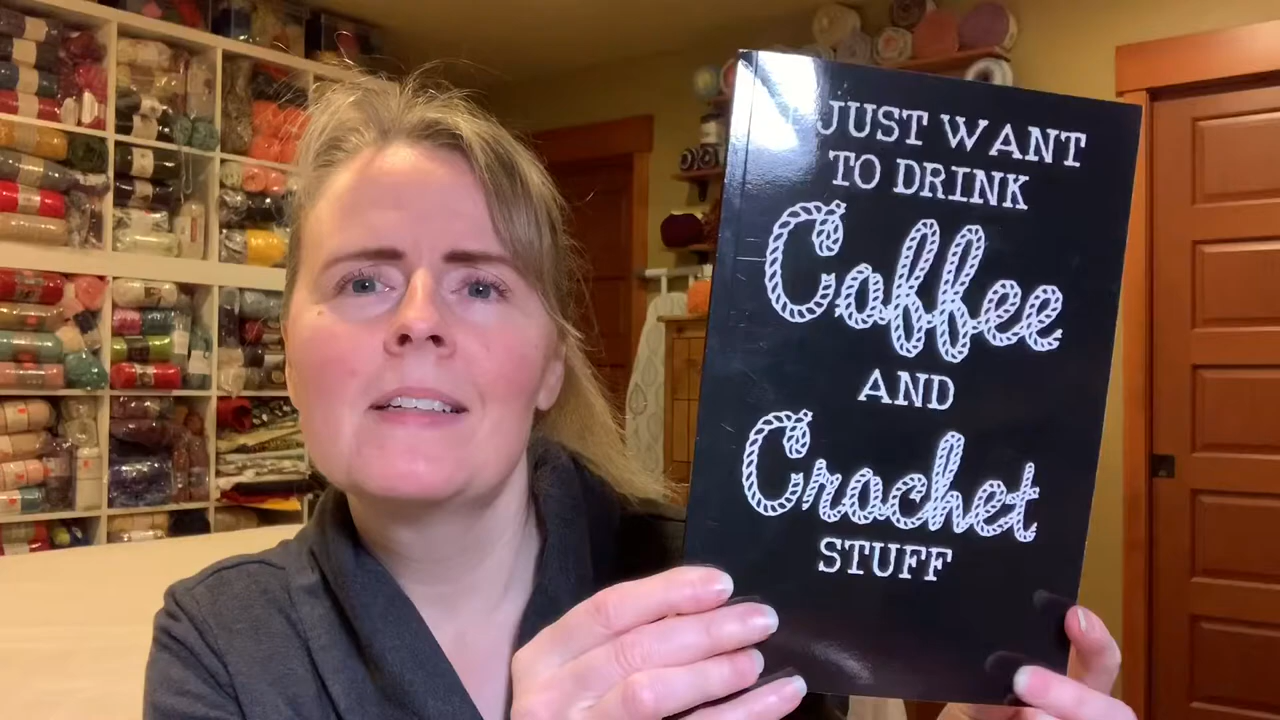 I JUST WANT
TO DRINK
Coffee
AND
Crochet
STUFF